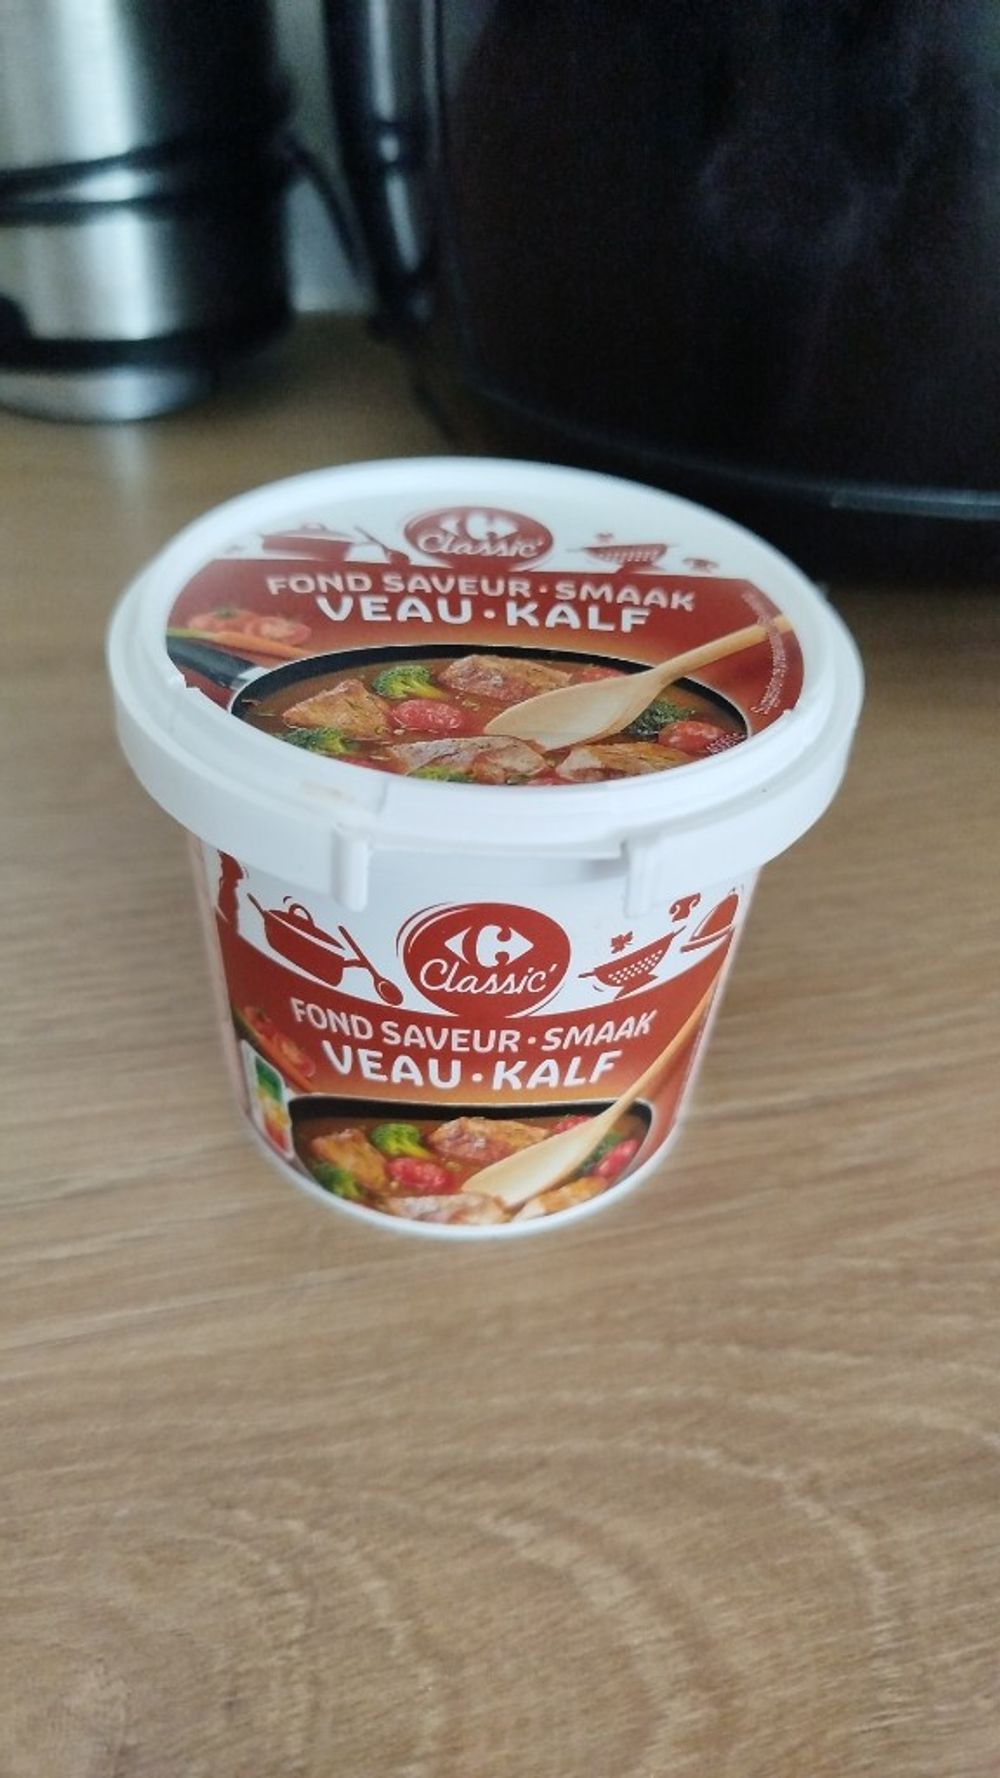 Classic'
FOND SAVEUR · SMAAK
VEAU · KALF
Classic'
FOND SAVEUR · SMAAK
VEAU · KALF